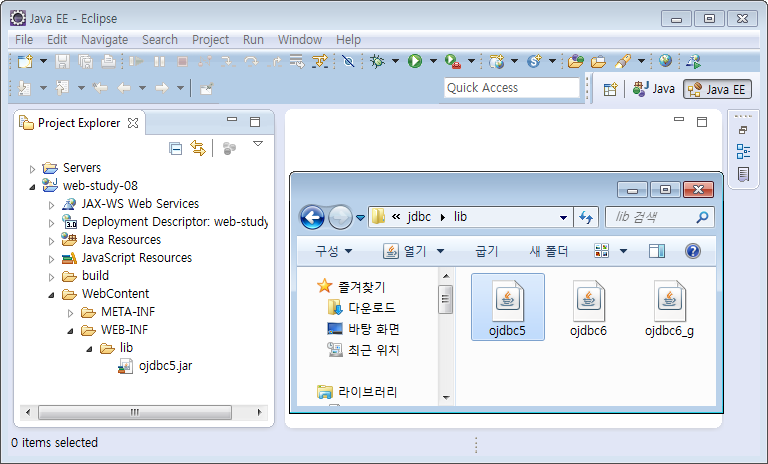 Java EE - Eclipse
File Edit Navigate Search Project Run Window Help
Quick Access
Java
Java EE
Project Explorer
Servers
web-study-08
JAX-WS Web Services
3.0
Deployment Descriptor: web-study
Java Resources
JavaScript Resources
build
WebContent
META-INF
WEB-INF
lib
ojdbc5.jar
« jdbc lib
lib 검색
구성 열기 굽기 새 폴더
즐겨찾기
다운로드
바탕 화면
최근 위치
라이브러리
ojdbc5 ojdbc6 ojdbc6_g
0 items selected